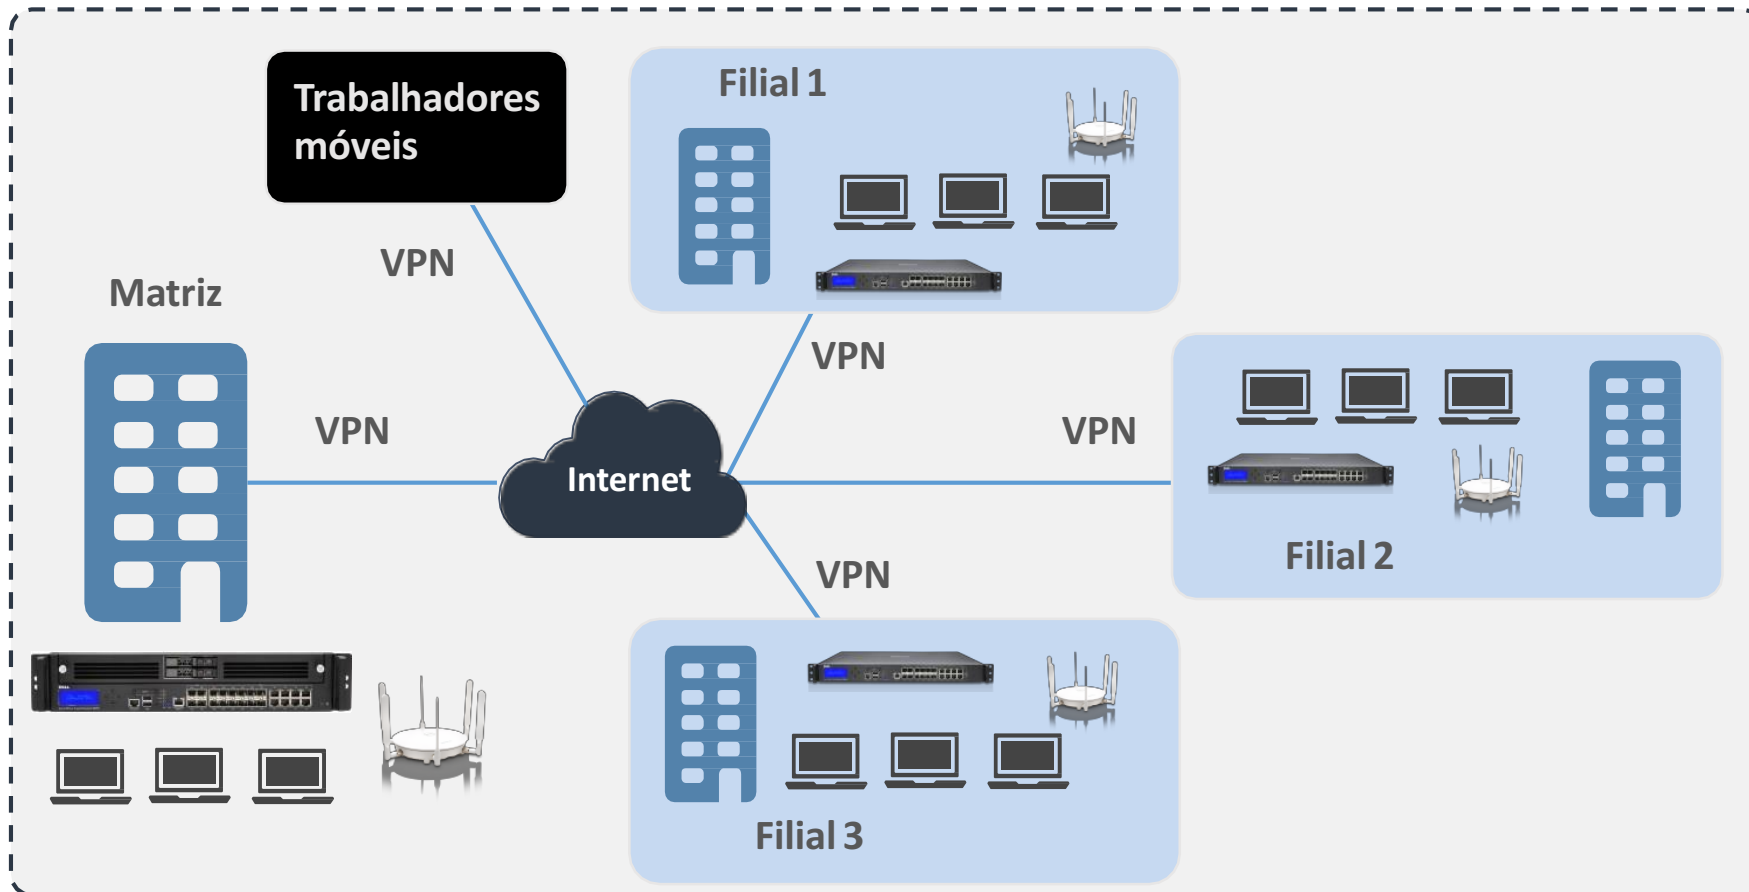 Trabalhadores
móveis
Filial 1
VPN
Matriz
VPN
VPN
VPN
Internet
Filial 2
VPN
Filial 3